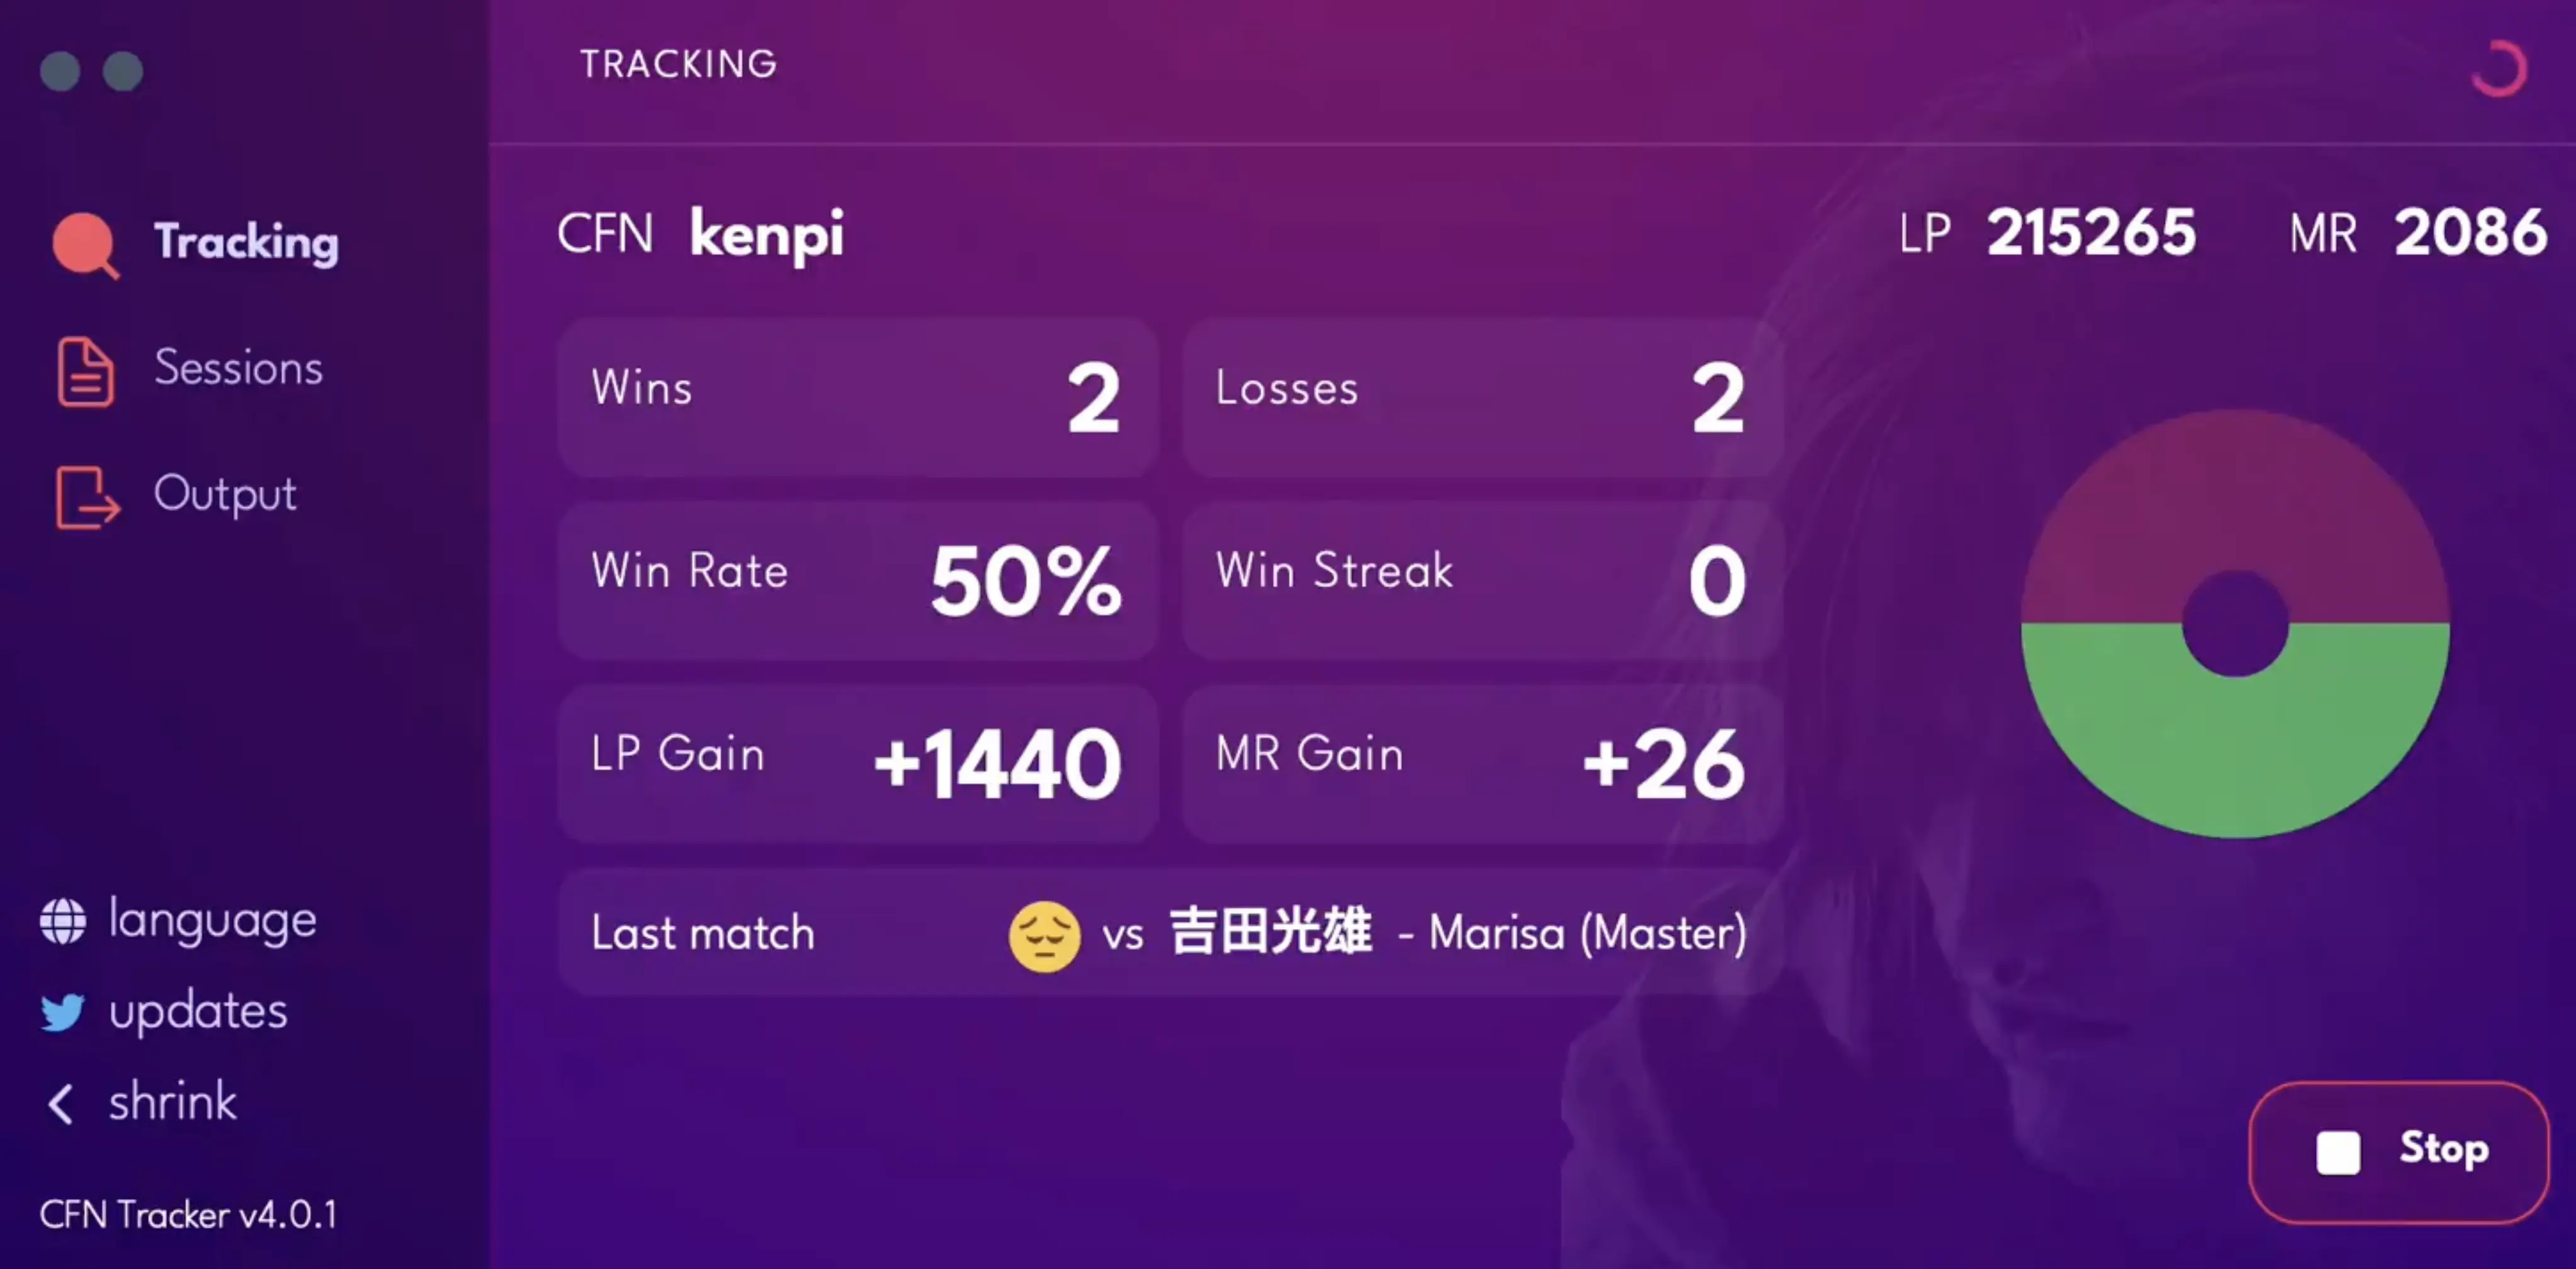 TRACKING
Tracking
Sessions
Output
language
updates
shrink
CFN Tracker v4.0.1
CFN kenpi
LP 215265 MR 2086
Wins 2
Losses 2
Win Rate 50%
Win Streak 0
LP Gain +1440
MR Gain +26
Last match 😔 vs 吉田光雄 - Marisa (Master)
Stop